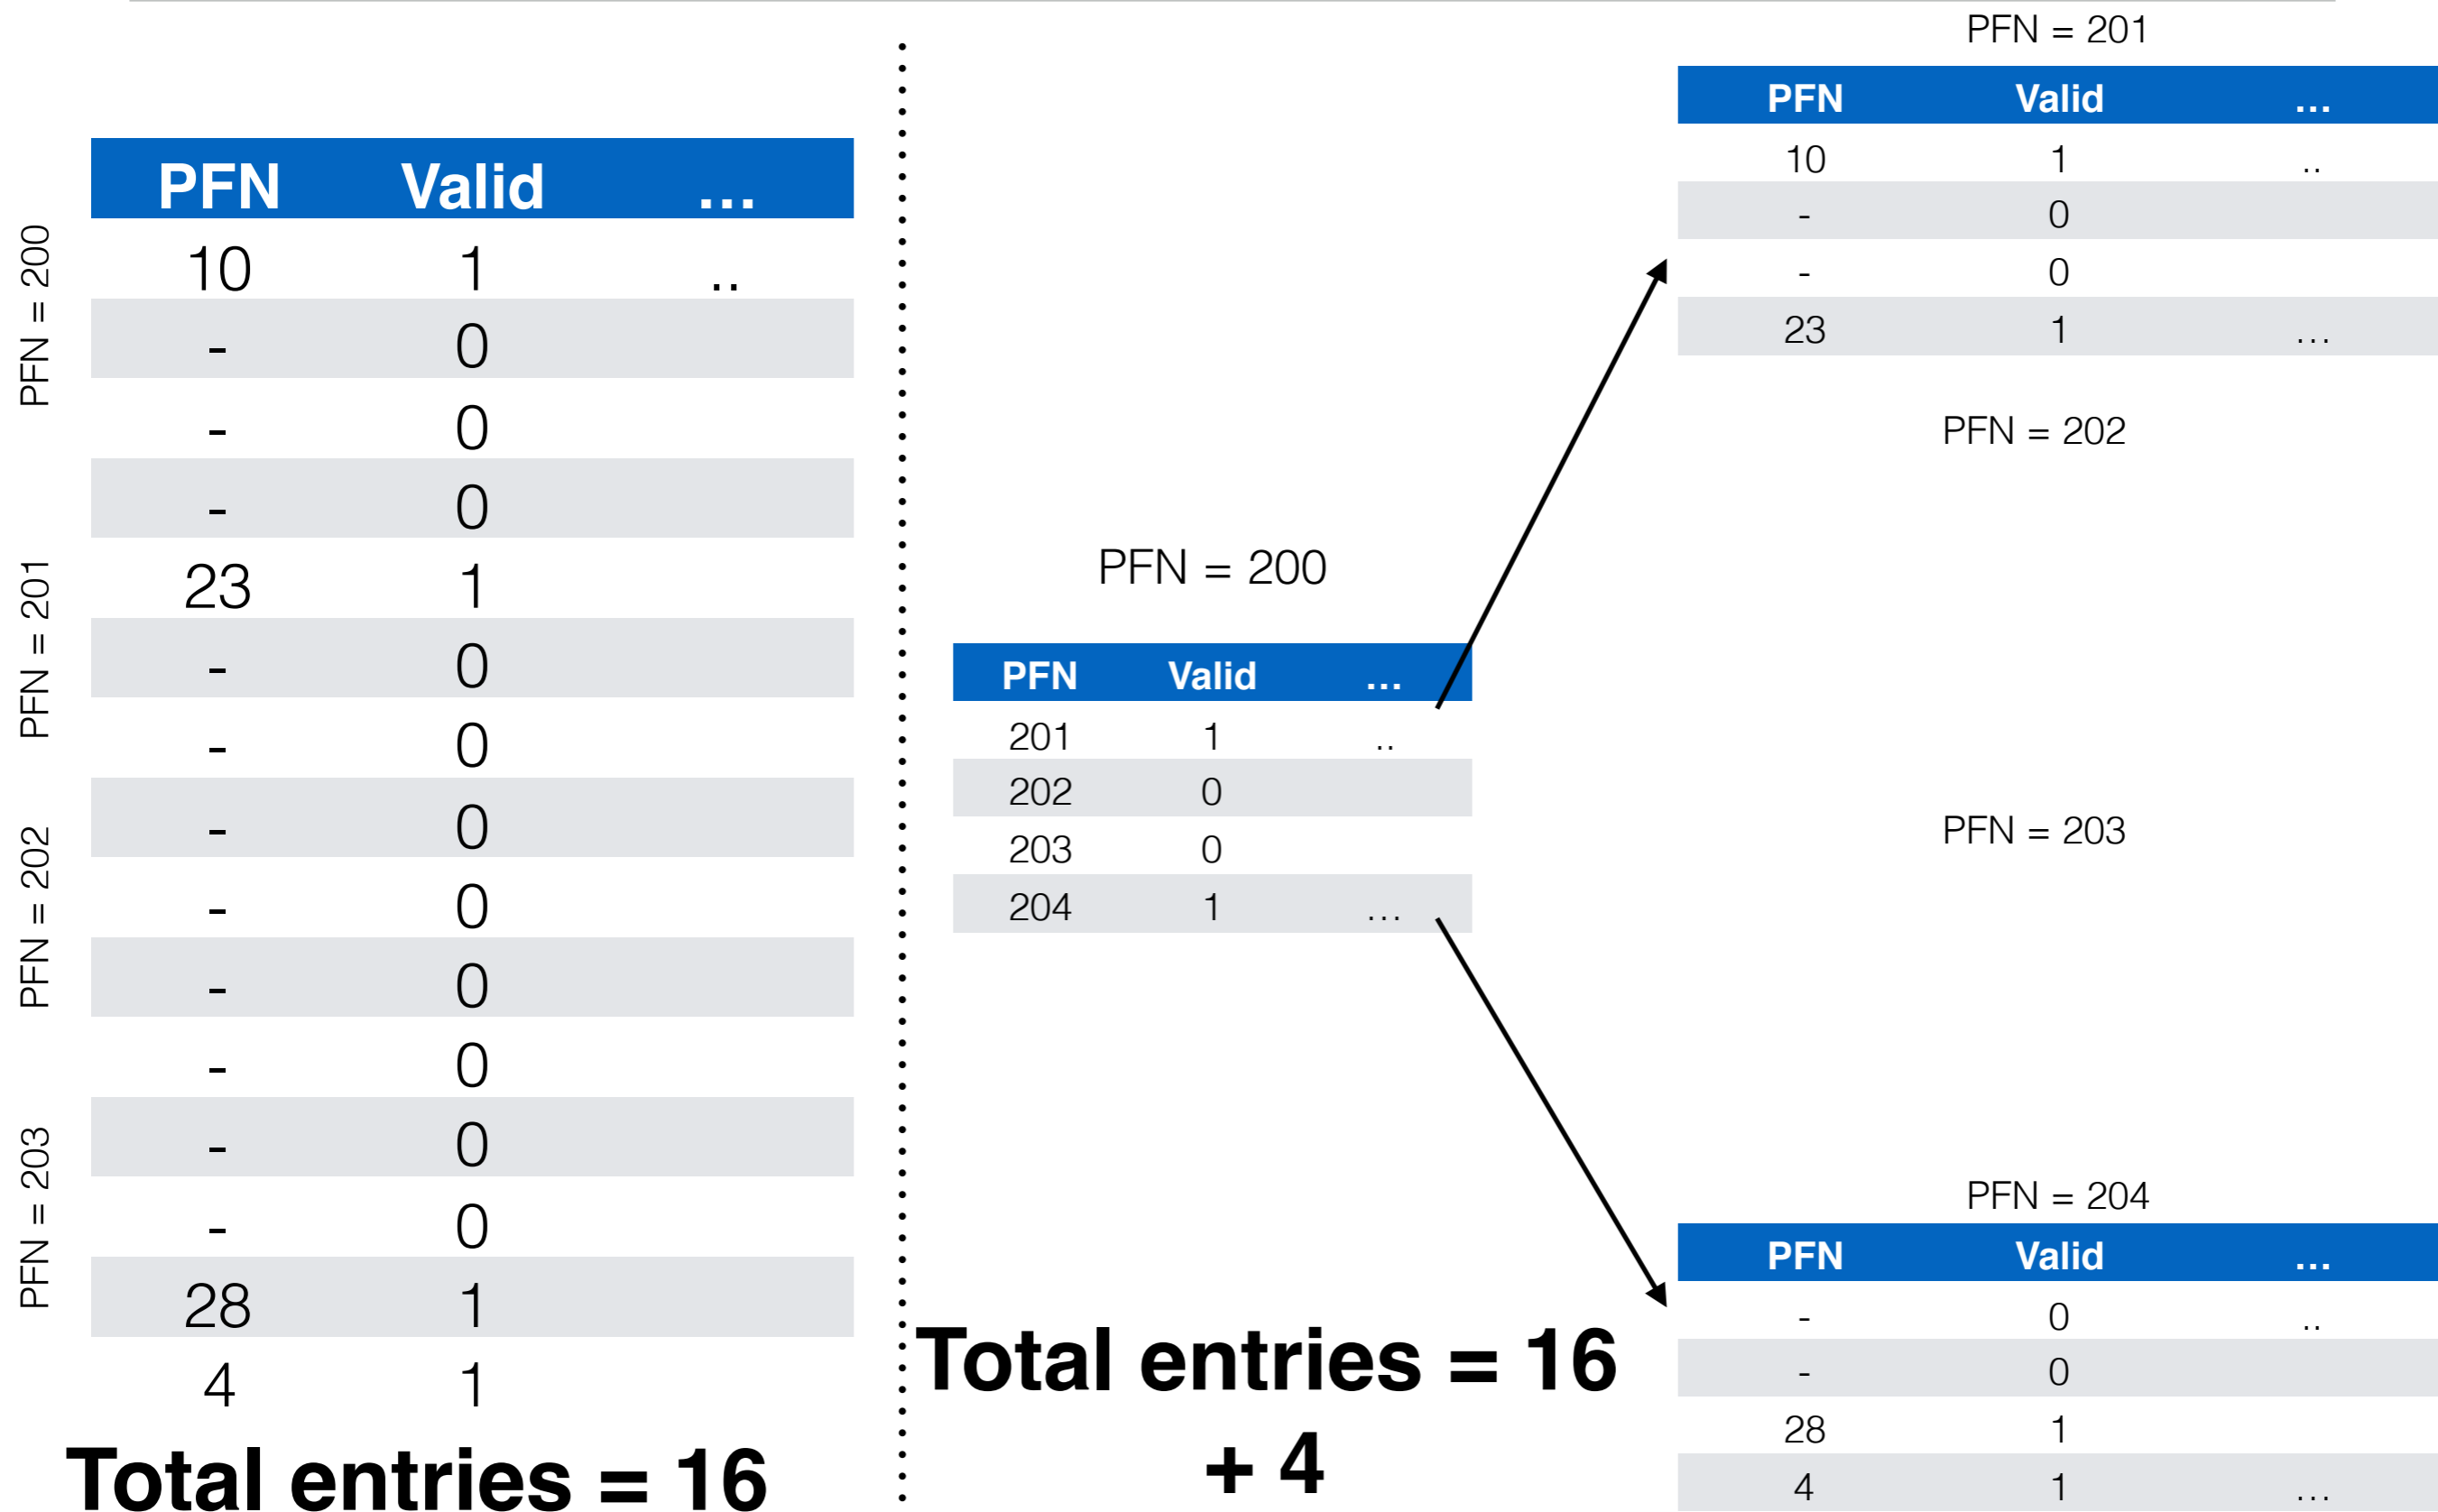 PFN Valid ...
10 1 ..
- 0
- 0
- 0
23 1
- 0
- 0
- 0
- 0
- 0
- 0
- 0
- 0
28 1
4 1
PFN = 200
PFN = 201
PFN = 202
PFN = 203
Total entries = 16
PFN = 200
PFN Valid ...
201 1 ..
202 0
203 0
204 1 ...
Total entries = 16
+ 4
PFN = 201
PFN Valid ...
10 1 ..
- 0
- 0
23 1 ...
PFN = 202
PFN = 203
PFN = 204
PFN Valid ...
- 0 ..
- 0
28 1
4 1 ...